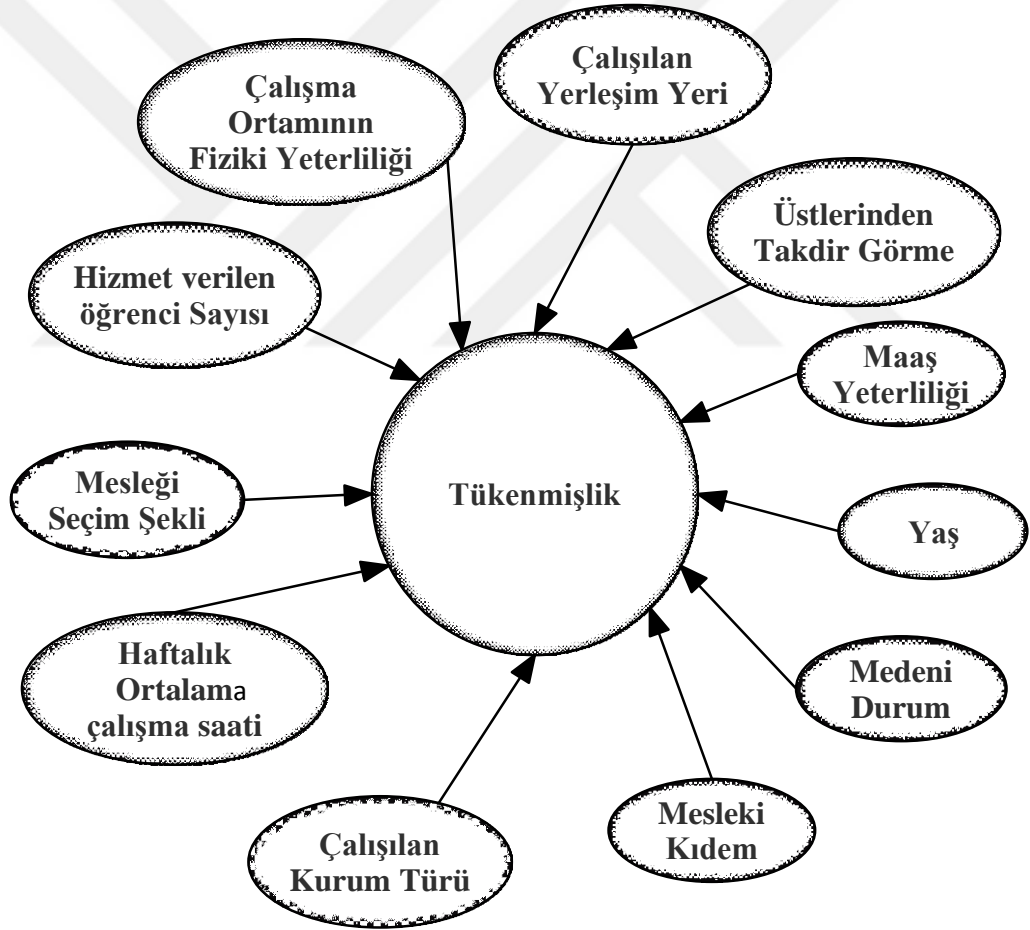 Çalışma
Ortamının
Fiziki Yeterliliği
Çalışılan
Yerleşim Yeri
Üstlerinden
Takdir Görme
Hizmet verilen
öğrenci Sayısı
Maaş
Yeterliliği
Mesleği
Seçim Şekli
Tükenmişlik
Yaş
Haftalık
Ortalama
çalışma saati
Medeni
Durum
Mesleki
Kıdem
Çalışılan
Kurum Türü